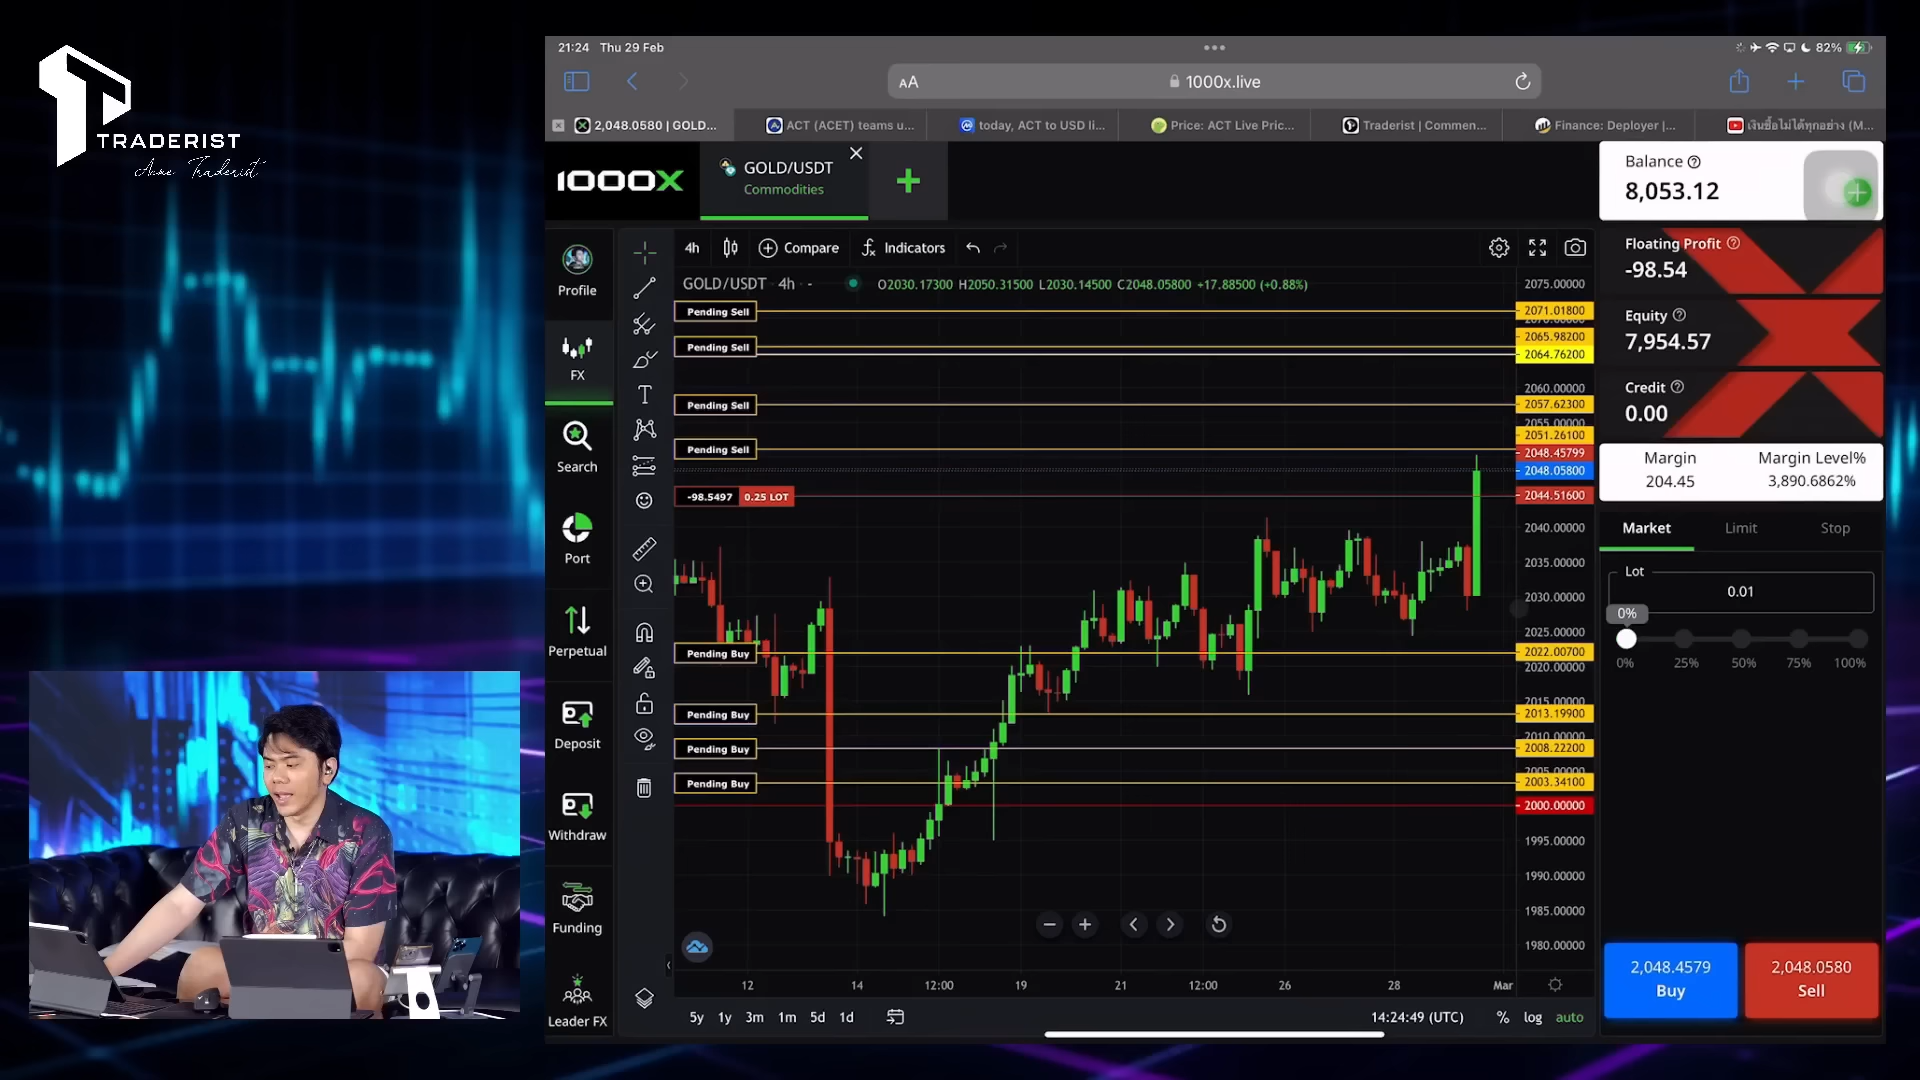 TRADERIST
Acme Traderist
21:24 Thu 29 Feb
82%
AA
1000x.live
2,048.0580 | GOLD...
ACT (ACET) teams u...
today, ACT to USD li...
Price: ACT Live Pric...
Traderist | Commen...
Finance: Deployer |...
เงินซื้อไม่ได้ทุกอย่าง (M...
1000X
GOLD/USDT
Commodities
Balance
8,053.12
Floating Profit
-98.54
Equity
7,954.57
Credit
0.00
Margin
204.45
Margin Level%
3,890.6862%
Profile
FX
Search
Port
Perpetual
Deposit
Withdraw
Funding
Leader FX
4h
Compare
Indicators
GOLD/USDT 4h -
O2030.17300 H2050.31500 L2030.14500 C2048.05800 +17.88500 (+0.88%)
2075.00000
Pending Sell
2071.01800
Pending Sell
2065.98200
2064.76200
2060.00000
Pending Sell
2057.62300
2055.00000
2051.26100
Pending Sell
2048.45799
2048.05800
-98.5497 0.25 LOT
2044.51600
2040.00000
2035.00000
2030.00000
2025.00000
Pending Buy
2022.00700
2020.00000
2015.00000
Pending Buy
2013.19900
2010.00000
Pending Buy
2008.22200
2005.00000
Pending Buy
2003.34100
2000.00000
1995.00000
1990.00000
1985.00000
1980.00000
12 14 12:00 19 21 12:00 26 28 Mar
5y 1y 3m 1m 5d 1d
14:24:49 (UTC) % log auto
Market Limit Stop
Lot
0.01
0%
0% 25% 50% 75% 100%
2,048.4579
Buy
2,048.0580
Sell